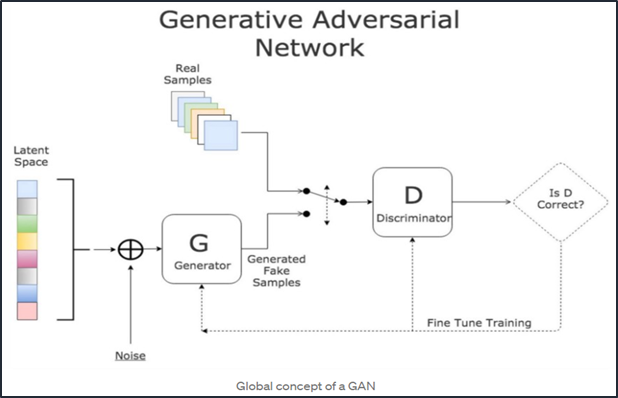 Generative Adversarial
Network
Real
Samples
Latent
Space
D
Discriminator
Is D
Correct?
G
Generator
Generated
Fake
Samples
Fine Tune Training
Noise
Global concept of a GAN